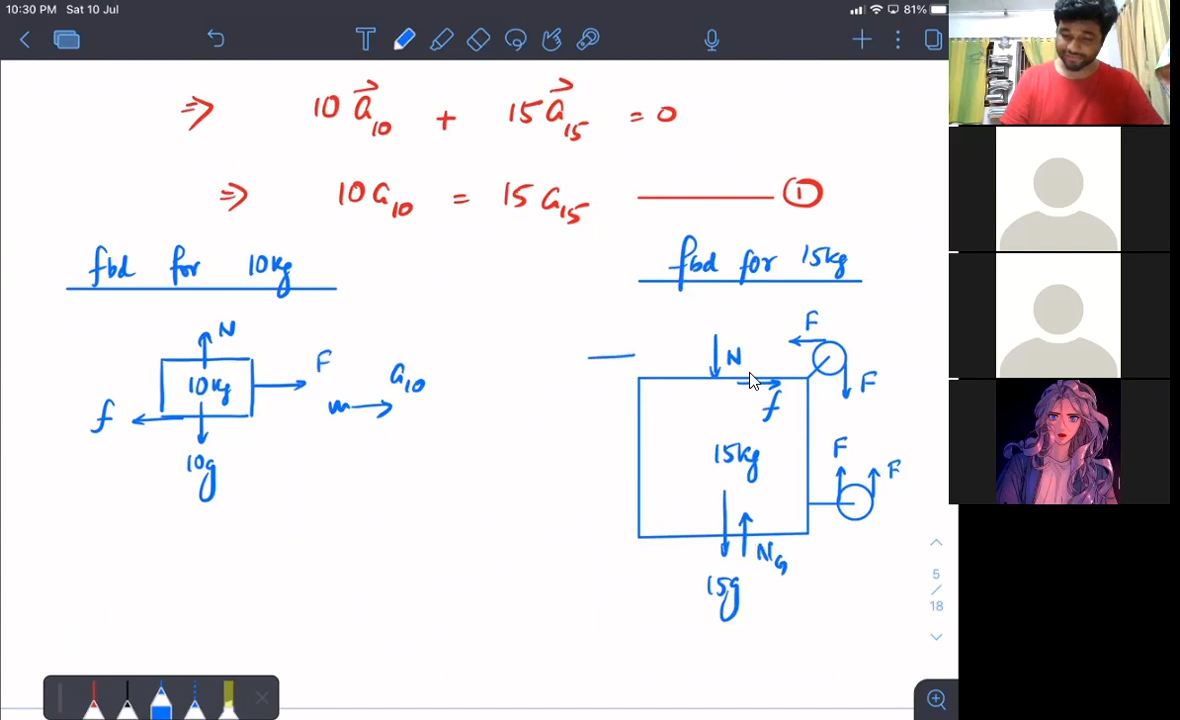 10:30 PM Sat 10 Jul
81%
T
⇒ 10 a⃗₁₀ + 15 a⃗₁₅ = 0
⇒ 10 a₁₀ = 15 a₁₅ ——— ①
fbd for 10kg
fbd for 15kg
N
10kg
F
a₁₀
f
10g
F
N
F
f
15kg
F
F
N_G
15g
5
/
18